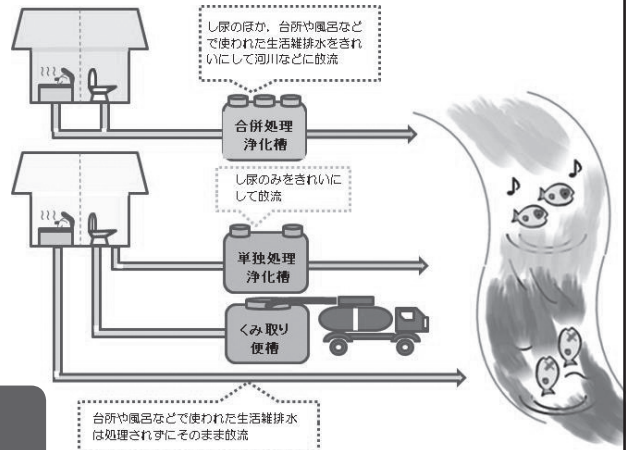 し尿のほか，台所や風呂など
で使われた生活雑排水をきれ
いにして河川などに放流
合併処理
浄化槽
し尿のみをきれいに
して放流
単独処理
浄化槽
くみ取り
便槽
台所や風呂などで使われた生活雑排水
は処理されずにそのまま放流